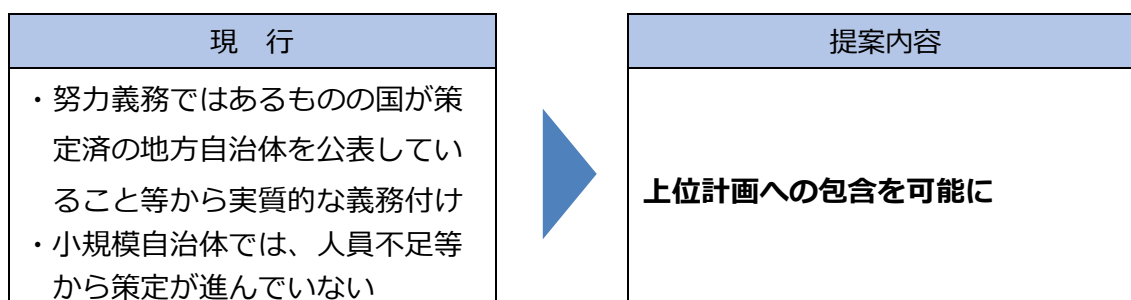 現　行
・努力義務ではあるものの国が策
定済の地方自治体を公表してい
ること等から実質的な義務付け
・小規模自治体では、人員不足等
から策定が進んでいない
提案内容
上位計画への包含を可能に